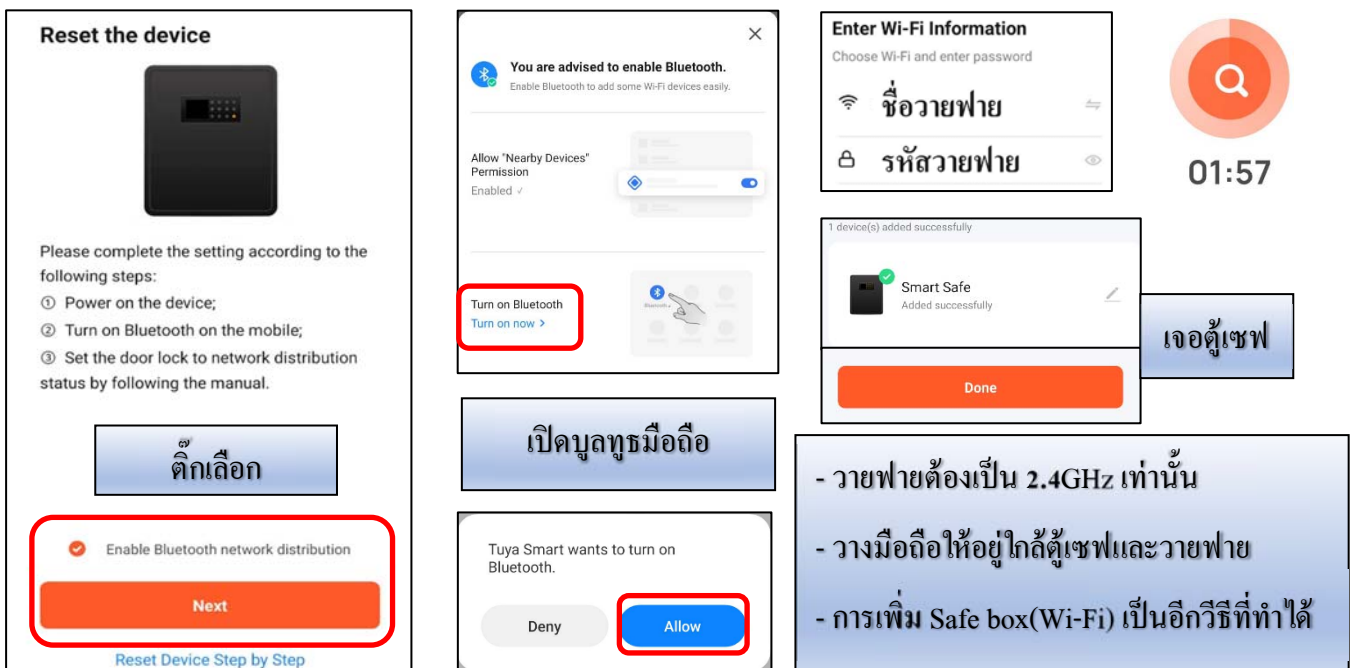 Reset the device
Please complete the setting according to the
following steps:
① Power on the device;
② Turn on Bluetooth on the mobile;
③ Set the door lock to network distribution
status by following the manual.
ติ๊กเลือก
Enable Bluetooth network distribution
Next
Reset Device Step by Step
You are advised to enable Bluetooth.
Enable Bluetooth to add some Wi-Fi devices easily.
Allow "Nearby Devices"
Permission
Enabled ✓
Turn on Bluetooth
Turn on now >
เปิดบูลทูธมือถือ
Tuya Smart wants to turn on
Bluetooth.
Deny
Allow
Enter Wi-Fi Information
Choose Wi-Fi and enter password
ชื่อวายฟาย
รหัสวายฟาย
01:57
1 device(s) added successfully
Smart Safe
Added successfully
Done
เจอตู้เซฟ
- วายฟายต้องเป็น 2.4GHz เท่านั้น
- วางมือถือให้อยู่ใกล้ตู้เซฟและวายฟาย
- การเพิ่ม Safe box(Wi-Fi) เป็นอีกวีธีที่ทำได้